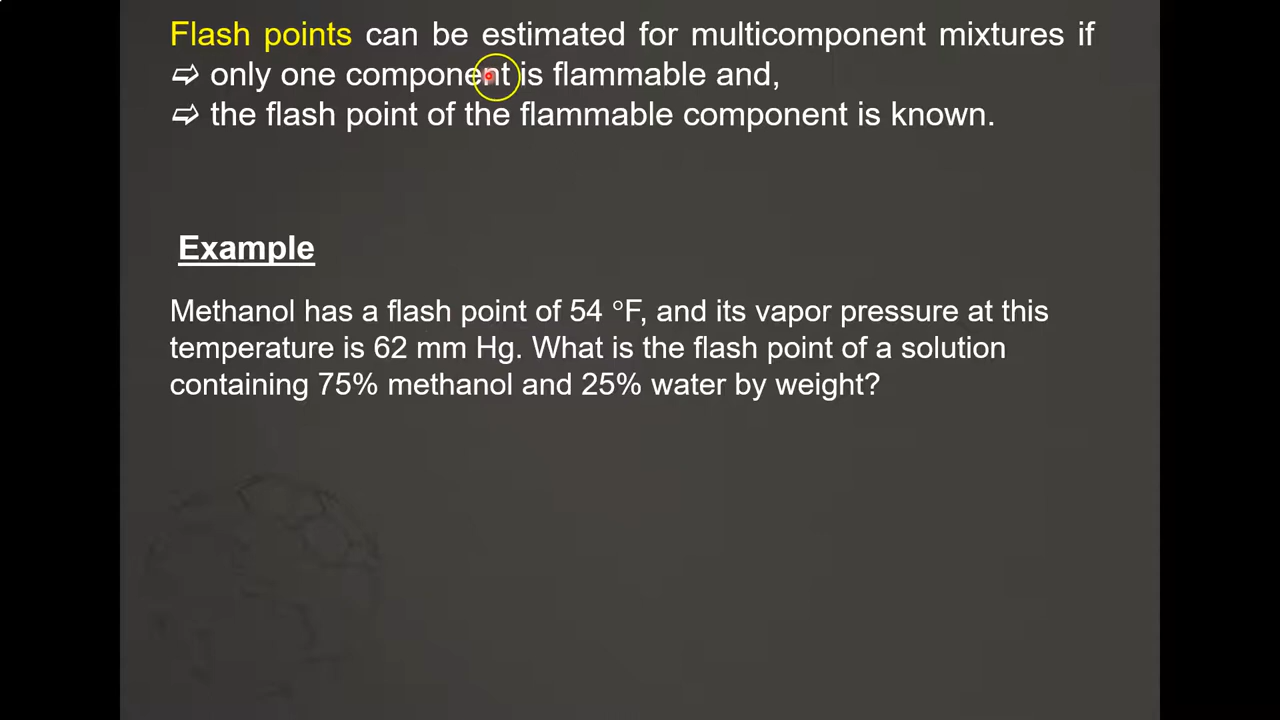 Flash points can be estimated for multicomponent mixtures if
⇨ only one component is flammable and,
⇨ the flash point of the flammable component is known.
Example
Methanol has a flash point of 54 °F, and its vapor pressure at this
temperature is 62 mm Hg. What is the flash point of a solution
containing 75% methanol and 25% water by weight?